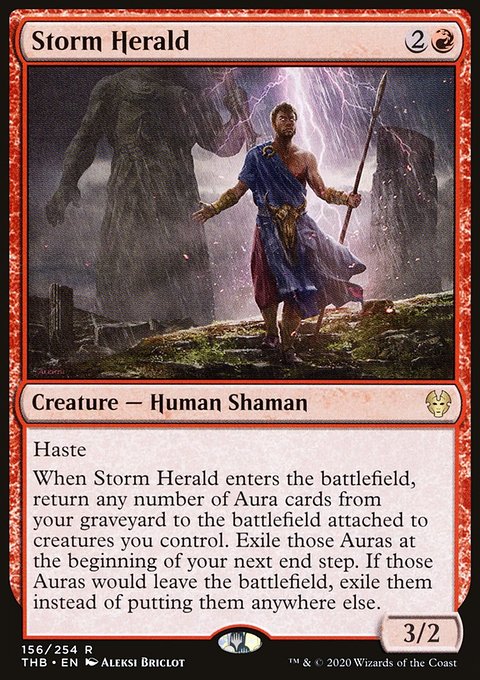 Storm Herald 2
Creature — Human Shaman
Haste
When Storm Herald enters the battlefield,
return any number of Aura cards from
your graveyard to the battlefield attached to
creatures you control. Exile those Auras at
the beginning of your next end step. If those
Auras would leave the battlefield, exile them
instead of putting them anywhere else.
3/2
156/254 R
THB • EN Aleksi Briclot
™ & © 2020 Wizards of the Coast